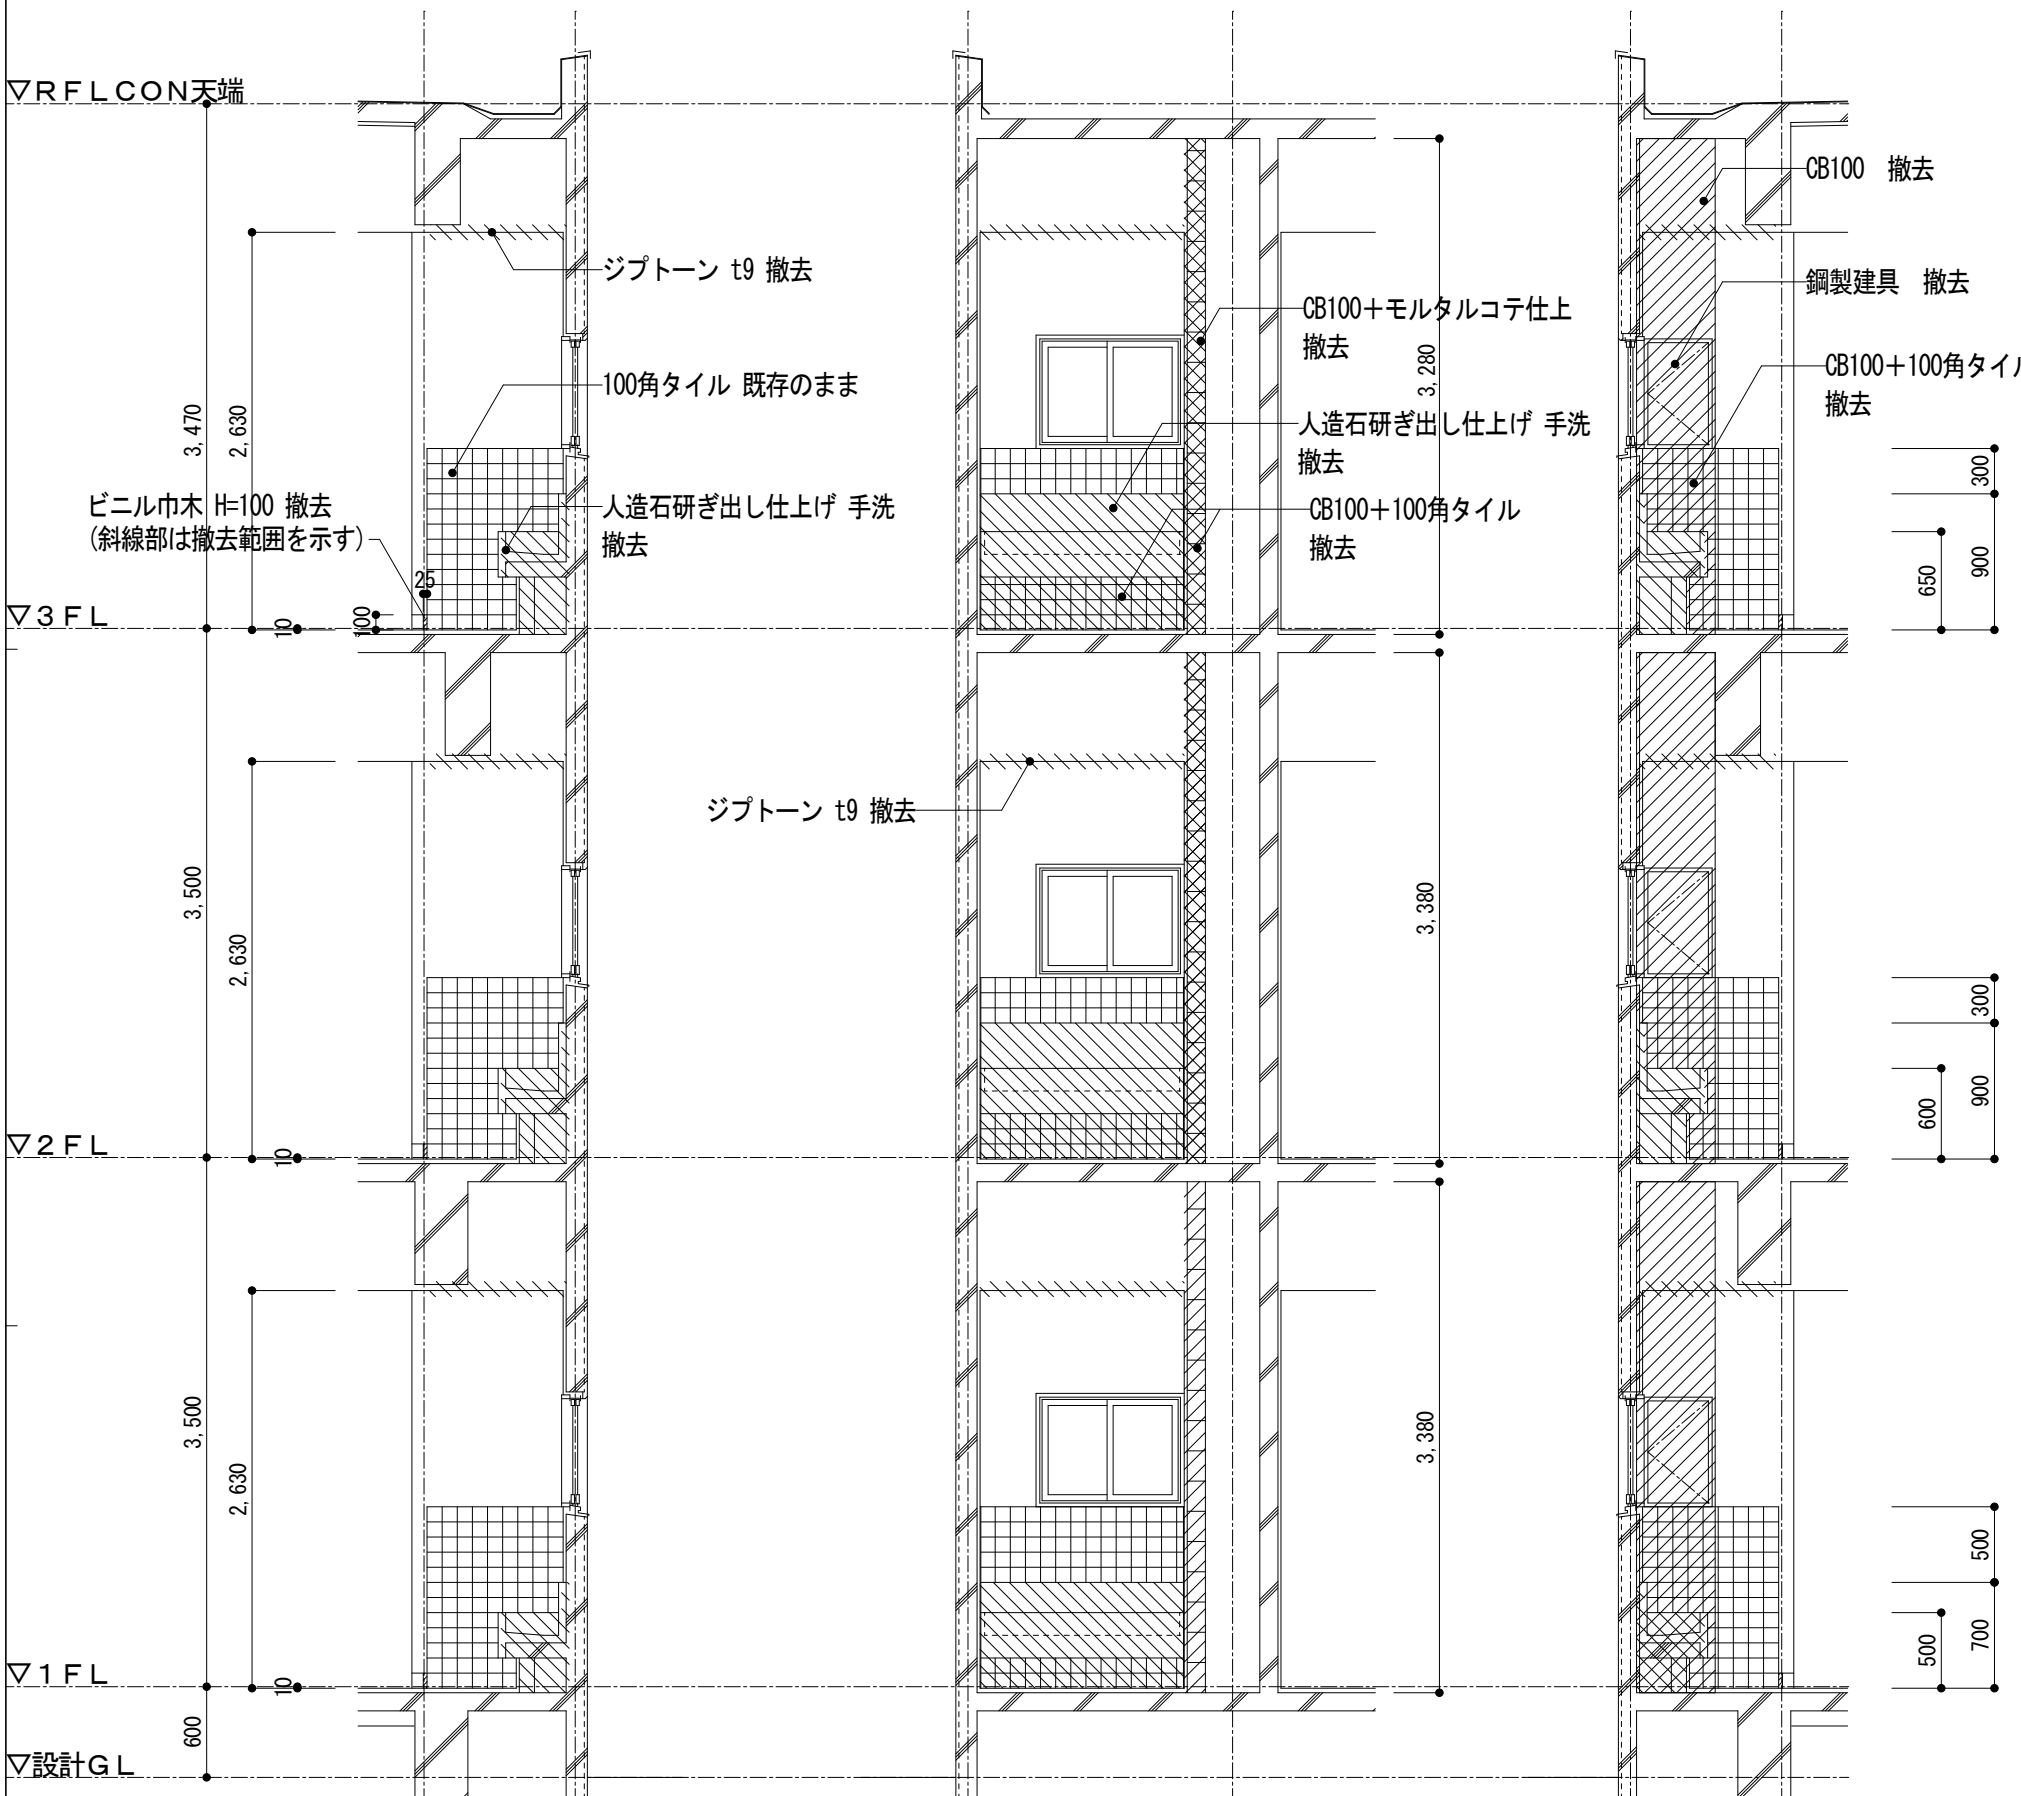 ▽ＲＦＬＣＯＮ天端
CB100　撤去
ジプトーン t9 撤去
鋼製建具　撤去
CB100＋モルタルコテ仕上
撤去
CB100＋100角タイル
撤去
100角タイル 既存のまま
人造石研ぎ出し仕上げ 手洗
撤去
ビニル巾木 H=100 撤去
(斜線部は撤去範囲を示す)
人造石研ぎ出し仕上げ 手洗
撤去
CB100＋100角タイル
撤去
3,470
2,630
3,280
300
900
650
25
10
100
▽３ＦＬ
ジプトーン t9 撤去
3,500
2,630
3,380
300
900
600
10
▽２ＦＬ
3,500
2,630
3,380
500
700
500
10
▽１ＦＬ
600
▽設計ＧＬ